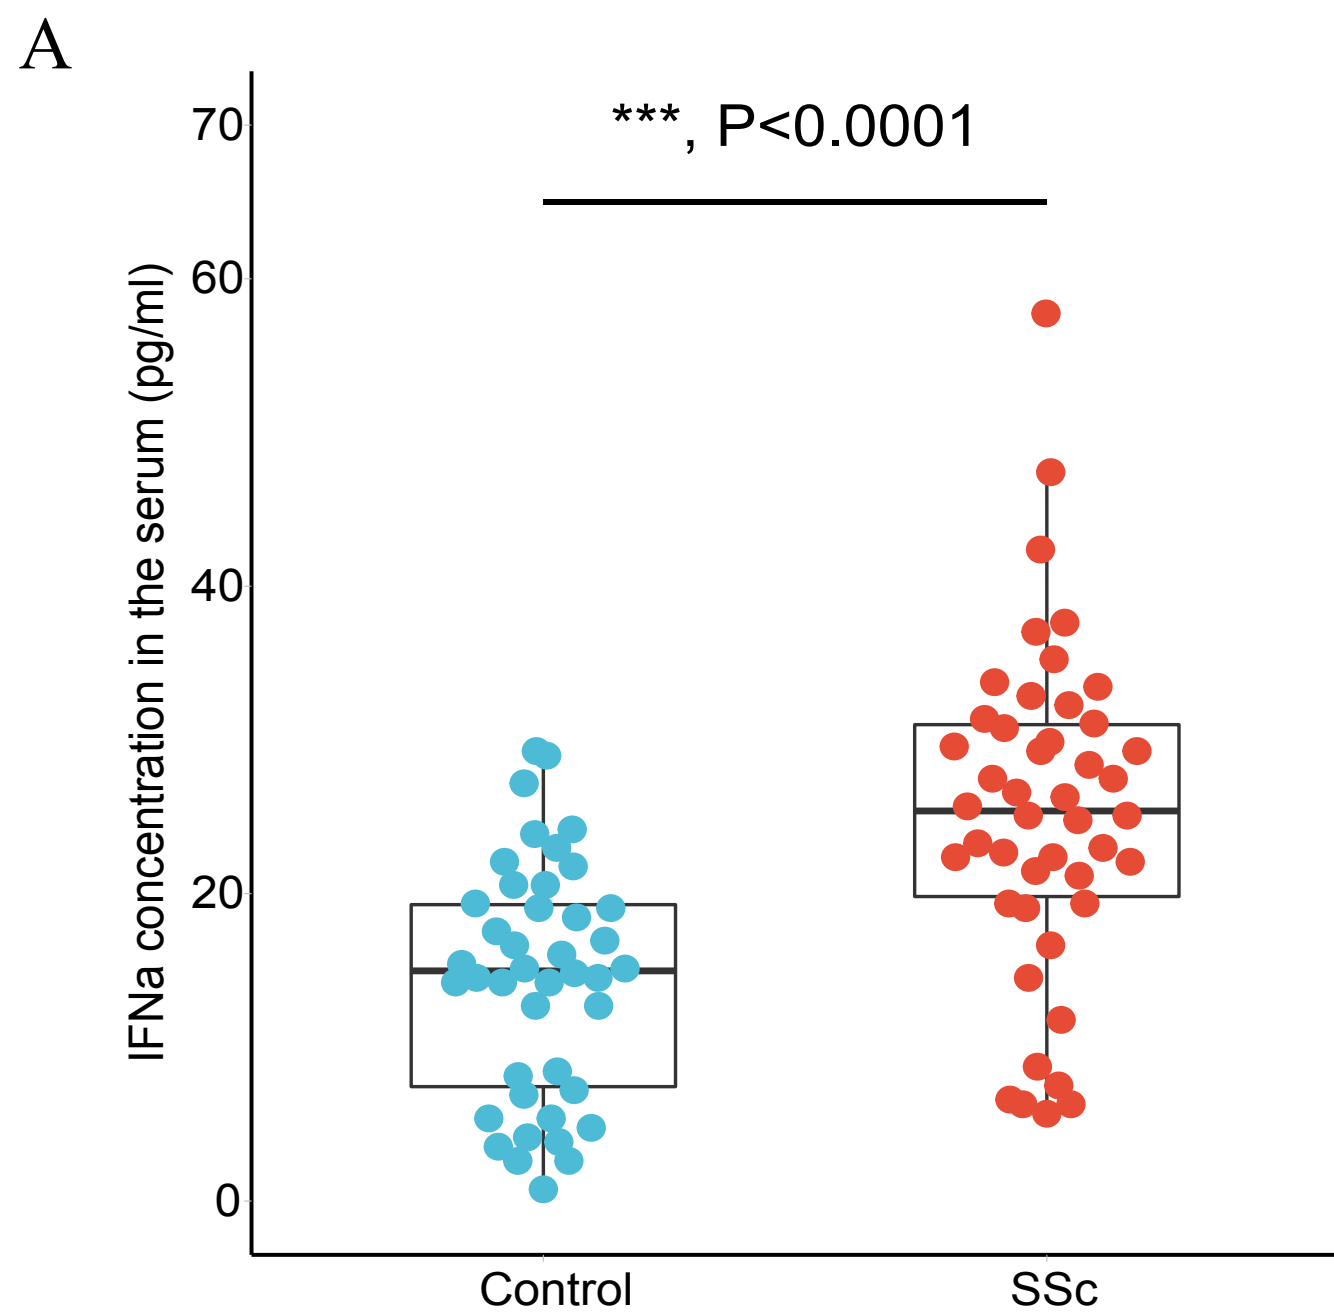 A
***, P<0.0001
IFNa concentration in the serum (pg/ml)
70
60
40
20
0
Control
SSc